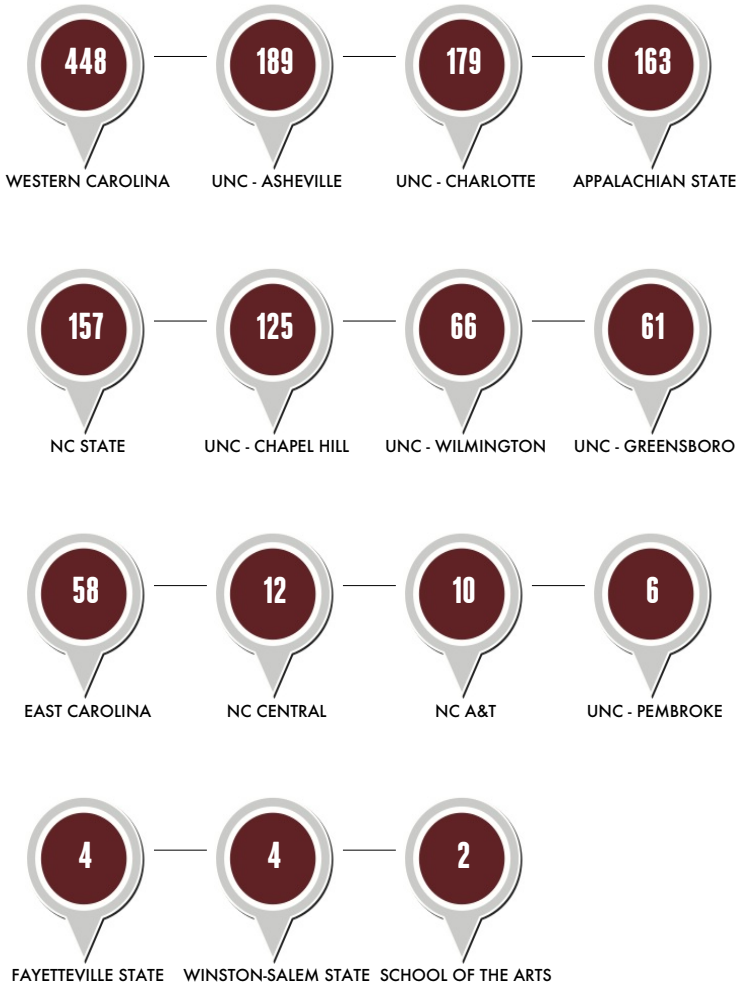 448 189 179 163
WESTERN CAROLINA UNC - ASHEVILLE UNC - CHARLOTTE APPALACHIAN STATE
157 125 66 61
NC STATE UNC - CHAPEL HILL UNC - WILMINGTON UNC - GREENSBORO
58 12 10 6
EAST CAROLINA NC CENTRAL NC A&T UNC - PEMBROKE
4 4 2
FAYETTEVILLE STATE WINSTON-SALEM STATE SCHOOL OF THE ARTS